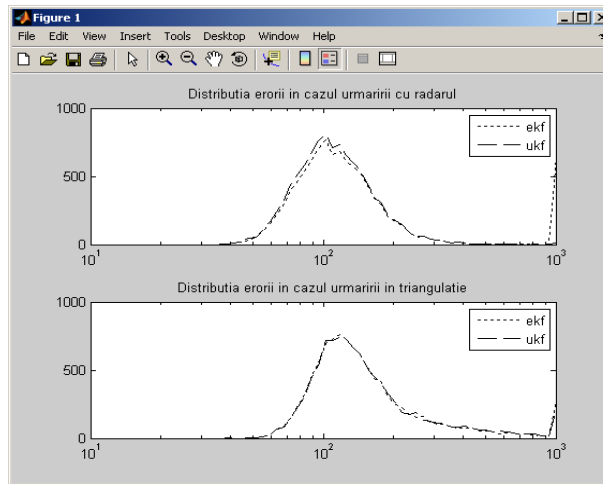 Figure 1
File Edit View Insert Tools Desktop Window Help
Distributia erorii in cazul urmaririi cu radarul
1000
500
0
10^1 10^2 10^3
ekf
ukf
Distributia erorii in cazul urmaririi in triangulatie
1000
500
0
10^1 10^2 10^3
ekf
ukf